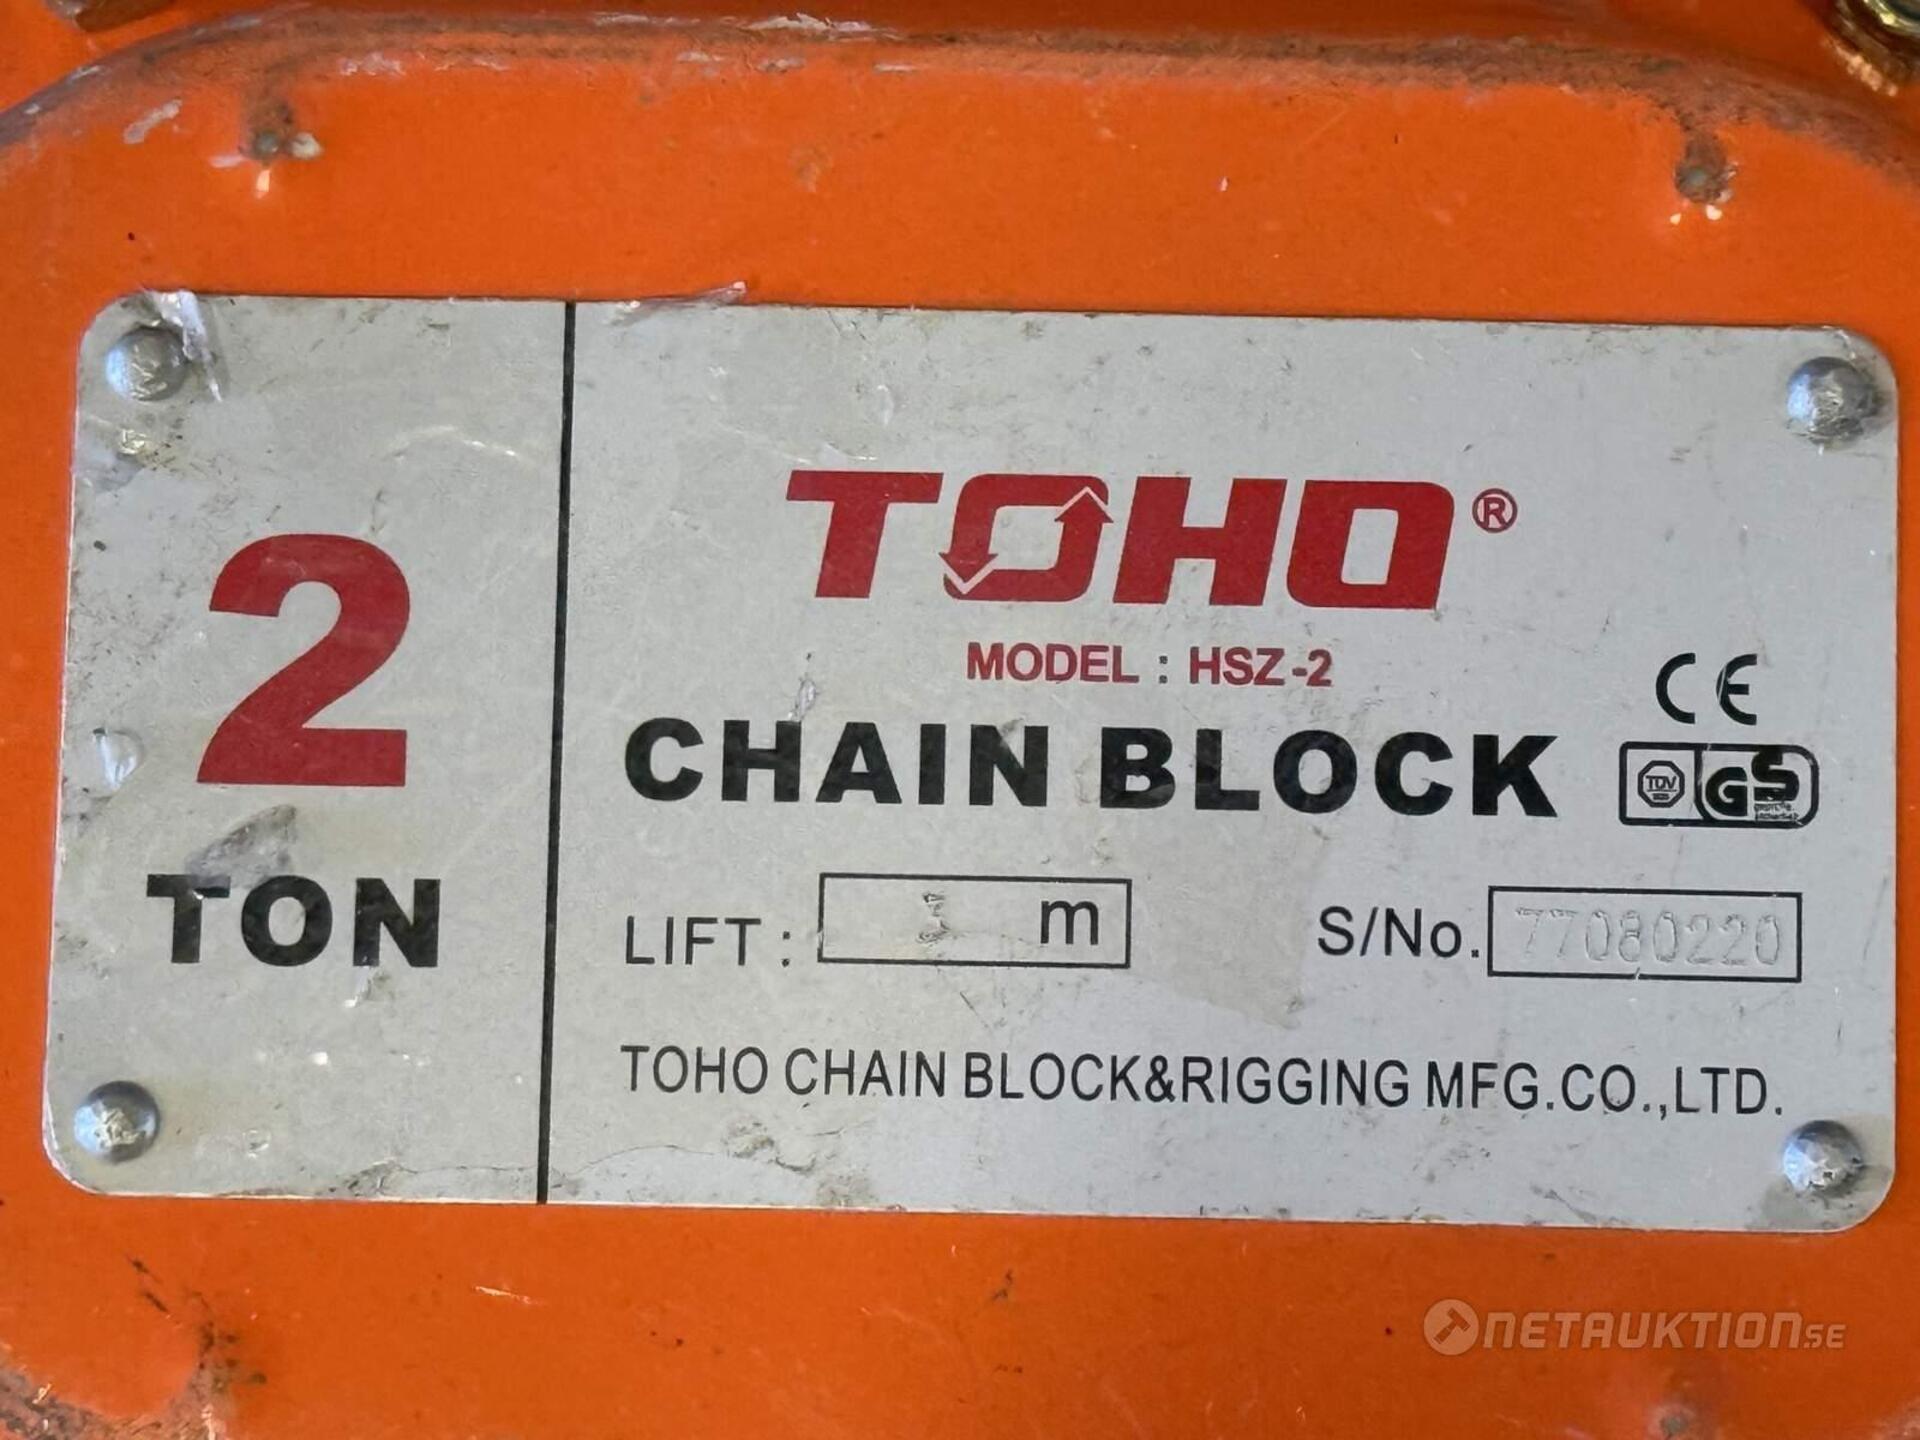 2
TON
TOHO®
MODEL : HSZ-2
CHAIN BLOCK
CE
TÜV
GS
LIFT : m
S/No. 77080220
TOHO CHAIN BLOCK&RIGGING MFG.CO.,LTD.
NETAUKTION.SE